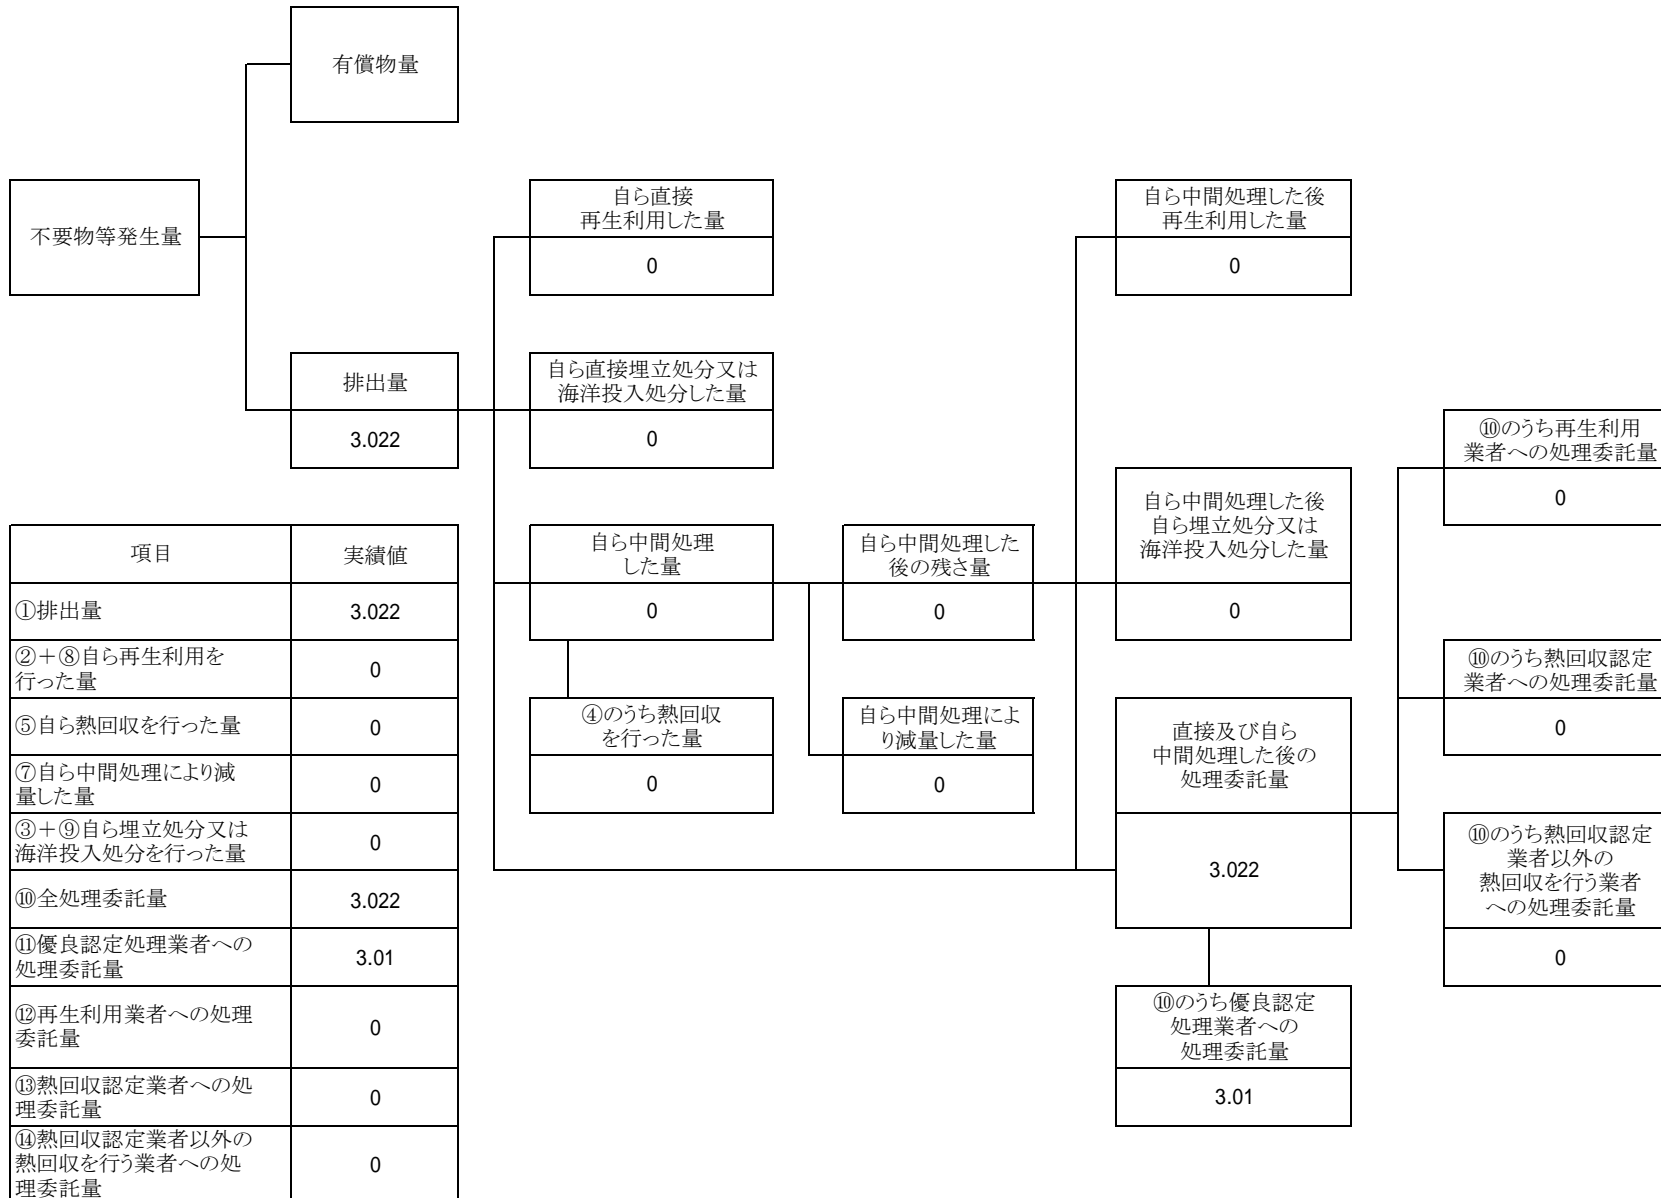 有償物量
不要物等発生量
自ら直接
再生利用した量
0
自ら中間処理した後
再生利用した量
0
排出量
3.022
自ら直接埋立処分又は
海洋投入処分した量
0
⑩のうち再生利用
業者への処理委託量
0
自ら中間処理した後
自ら埋立処分又は
海洋投入処分した量
0
自ら中間処理
した量
0
自ら中間処理した
後の残さ量
0
⑩のうち熱回収認定
業者への処理委託量
0
④のうち熱回収
を行った量
0
自ら中間処理によ
り減量した量
0
直接及び自ら
中間処理した後の
処理委託量
3.022
⑩のうち熱回収認定
業者以外の
熱回収を行う業者
への処理委託量
0
⑩のうち優良認定
処理業者への
処理委託量
3.01
項目 実績値
①排出量 3.022
②+⑧自ら再生利用を
行った量 0
⑤自ら熱回収を行った量 0
⑦自ら中間処理により減
量した量 0
③+⑨自ら埋立処分又は
海洋投入処分を行った量 0
⑩全処理委託量 3.022
⑪優良認定処理業者への
処理委託量 3.01
⑫再生利用業者への処理
委託量 0
⑬熱回収認定業者への処
理委託量 0
⑭熱回収認定業者以外の
熱回収を行う業者への処
理委託量 0